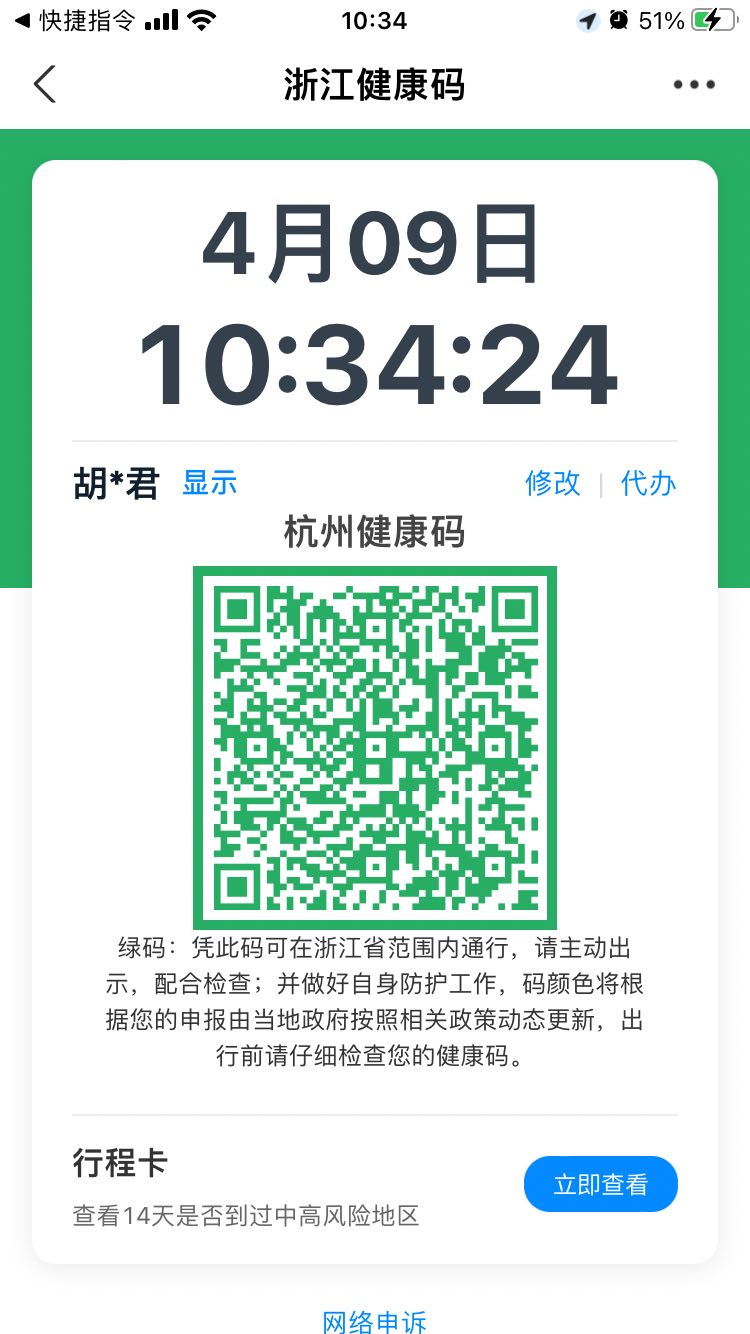 快捷指令 10:34 51%
浙江健康码
4月09日
10:34:24
胡*君 显示 修改 代办
杭州健康码
绿码：凭此码可在浙江省范围内通行，请主动出
示，配合检查；并做好自身防护工作，码颜色将根
据您的申报由当地政府按照相关政策动态更新，出
行前请仔细检查您的健康码。
行程卡
立即查看
查看14天是否到过中高风险地区
网络申诉